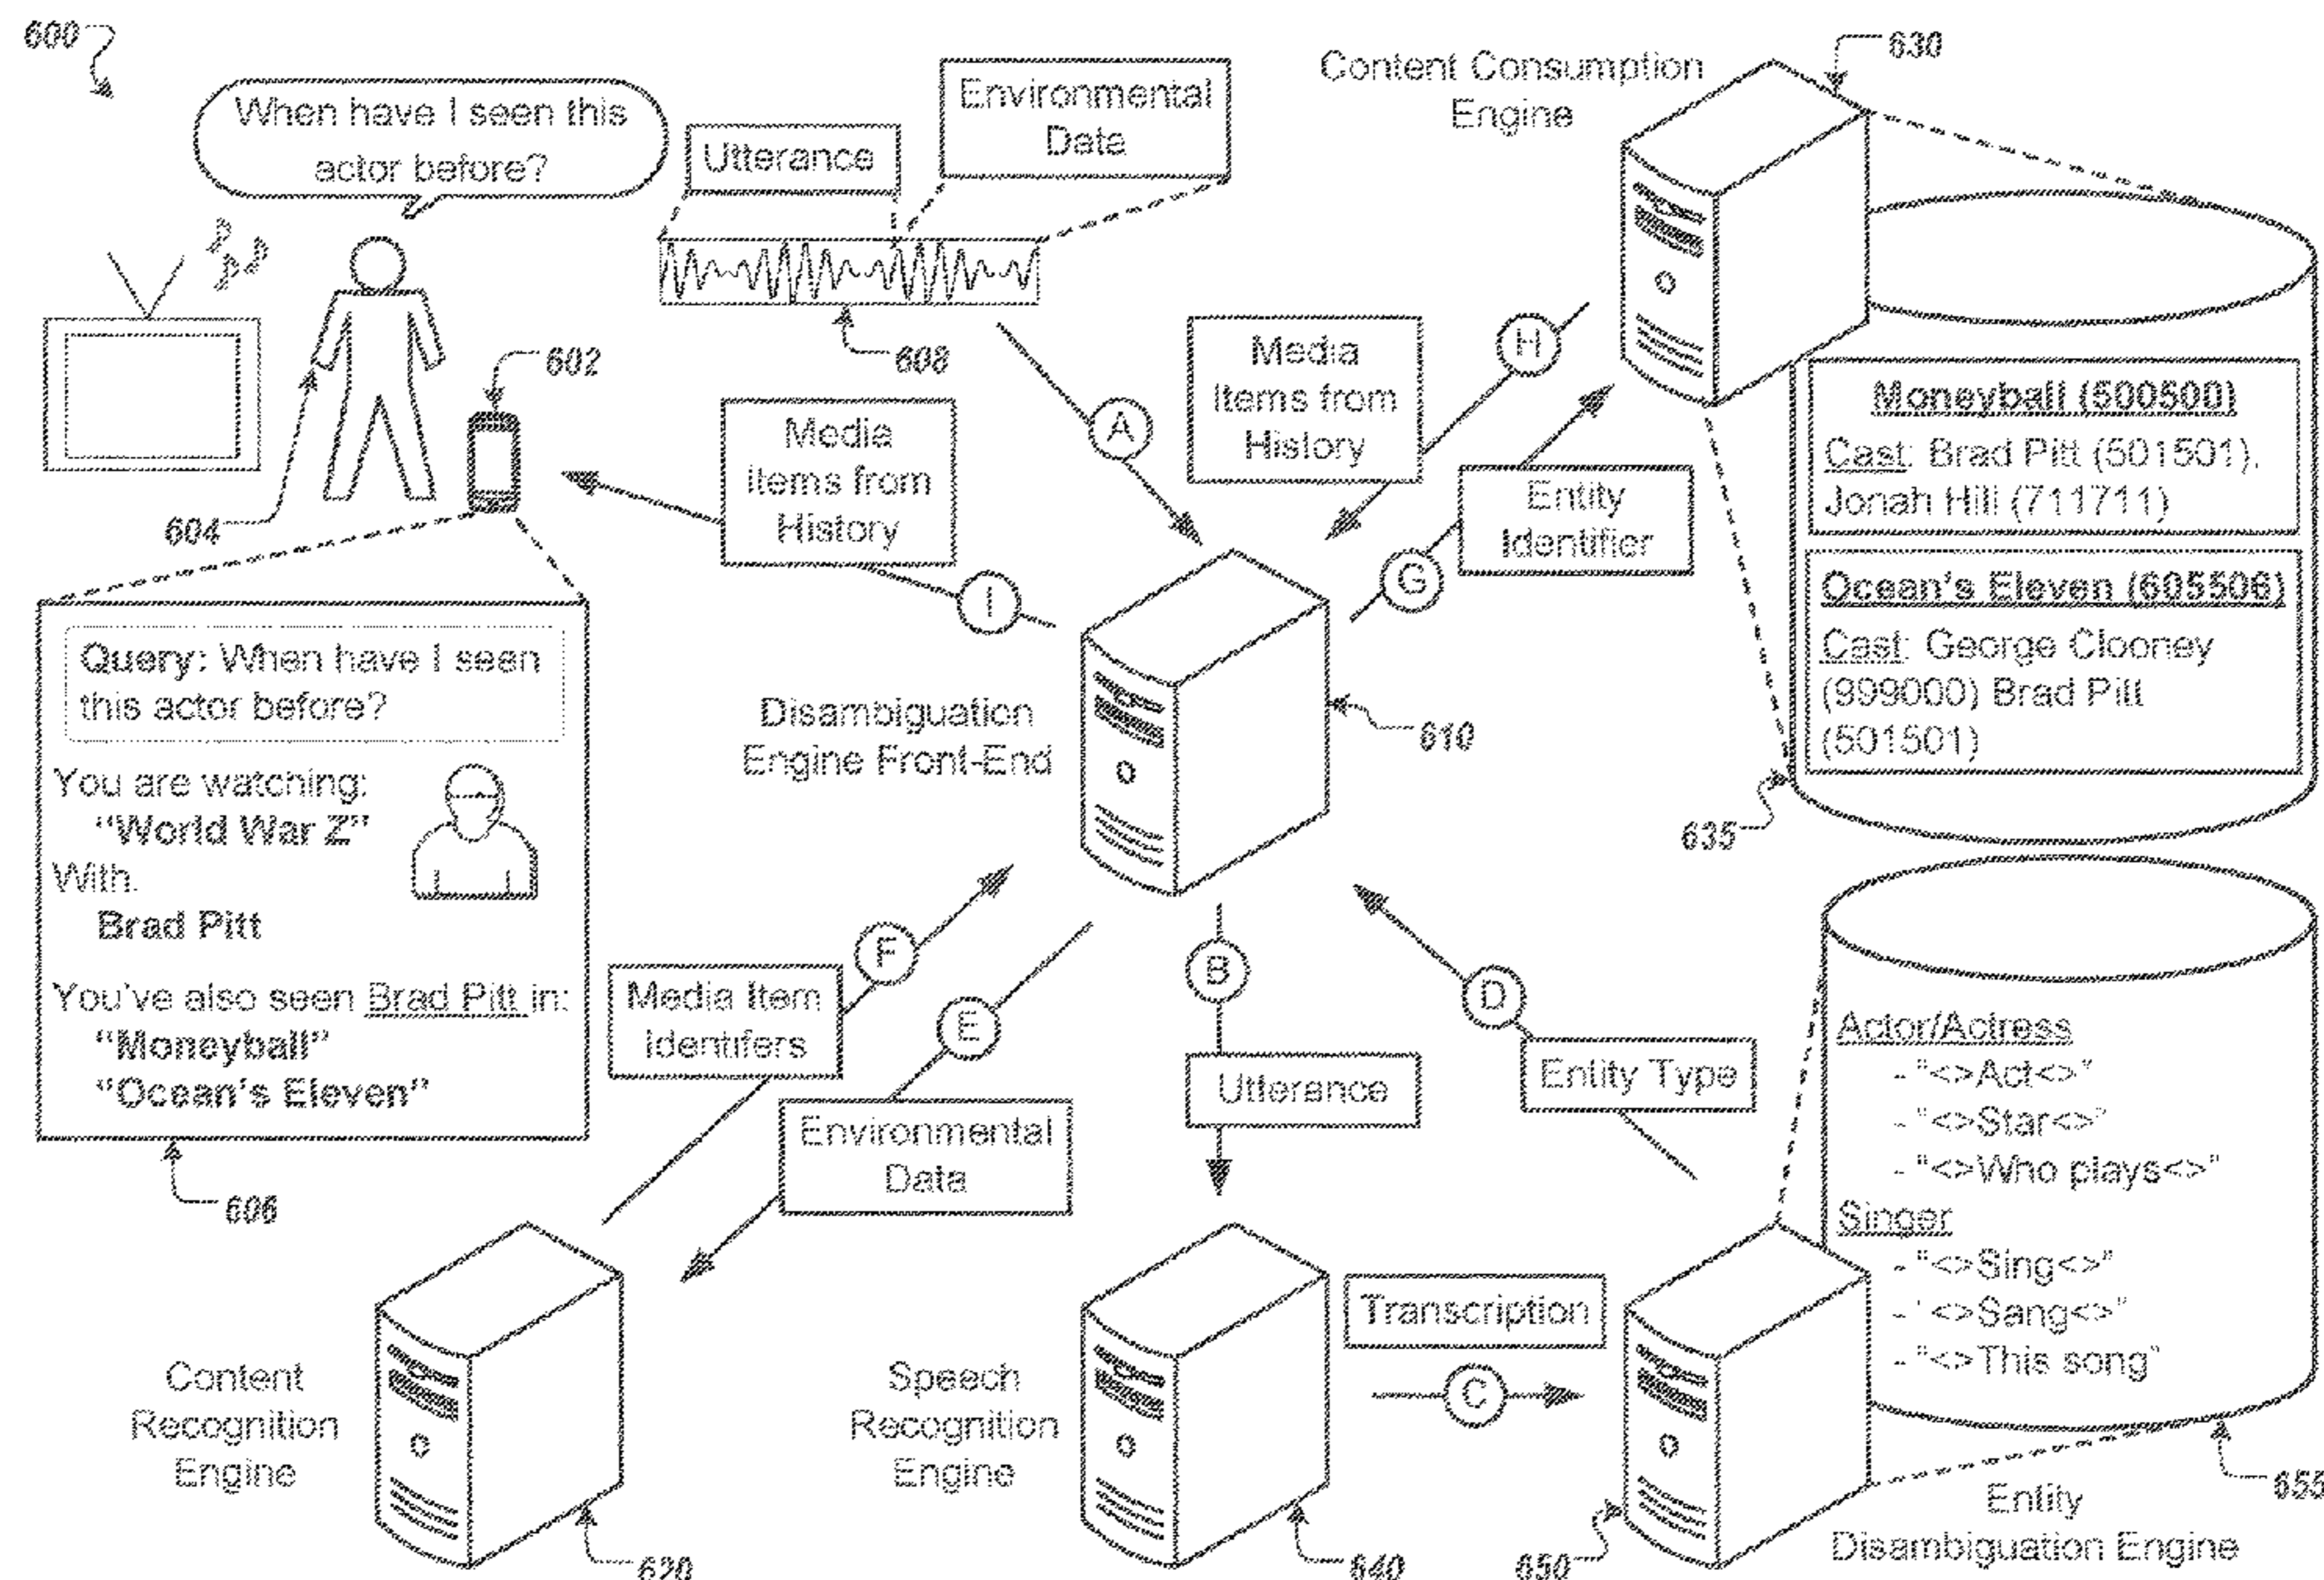 600
When have I seen this
actor before?
Utterance
Environmental
Data
608
602
604
Content Consumption
Engine
630
Media
Items from
History
H
A
Media
items from
History
I
Entity
Identifier
G
Moneyball (500500)
Cast: Brad Pitt (501501),
Jonah Hill (711711)
Ocean's Eleven (605506)
Cast: George Clooney
(999000) Brad Pitt
(501501)
635
Query: When have I seen
this actor before?
You are watching:
"World War Z"
With.
Brad Pitt
You've also seen Brad Pitt in:
"Moneyball"
"Ocean's Eleven"
606
Disambiguation
Engine Front-End
610
F
Media Item
Identifers
E
Environmental
Data
B
Utterance
D
Entity Type
Actor/Actress
- "<>Act<>"
- "<>Star<>"
- "<>Who plays<>"
Singer
- "<>Sing<>"
- '<>Sang<>"
- "<>This song"
655
Content
Recognition
Engine
620
Speech
Recognition
Engine
640
Transcription
C
650
Entity
Disambiguation Engine